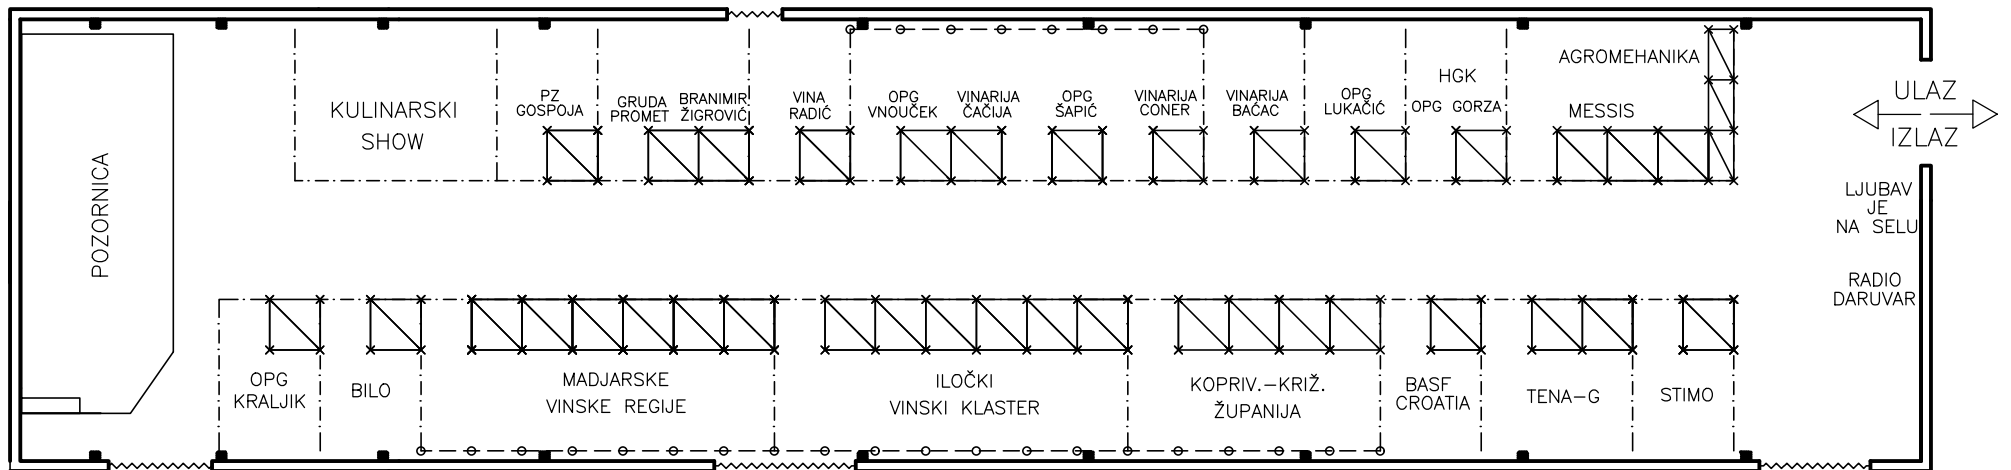 POZORNICA
KULINARSKI
SHOW
PZ
GOSPOJA
GRUDA
PROMET
BRANIMIR
ŽIGROVIĆ
VINA
RADIĆ
OPG
VNOUČEK
VINARIJA
ČAČIJA
OPG
ŠAPIĆ
VINARIJA
CONER
VINARIJA
BAĆAC
OPG
LUKAČIĆ
HGK
OPG GORZA
AGROMEHANIKA
MESSIS
ULAZ
IZLAZ
LJUBAV
JE
NA SELU
RADIO
DARUVAR
OPG
KRALJIK
BILO
MADJARSKE
VINSKE REGIJE
ILOČKI
VINSKI KLASTER
KOPRIV.-KRIŽ.
ŽUPANIJA
BASF
CROATIA
TENA-G
STIMO